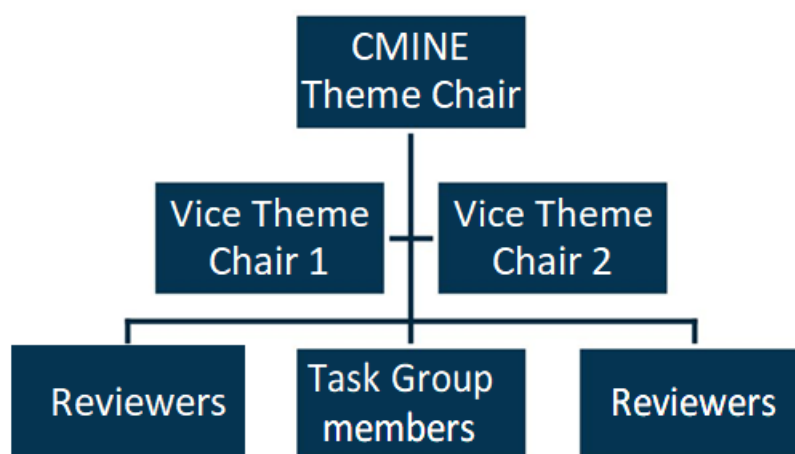 CMINE
Theme Chair
Vice Theme
Chair 1
Vice Theme
Chair 2
Reviewers
Task Group
members
Reviewers